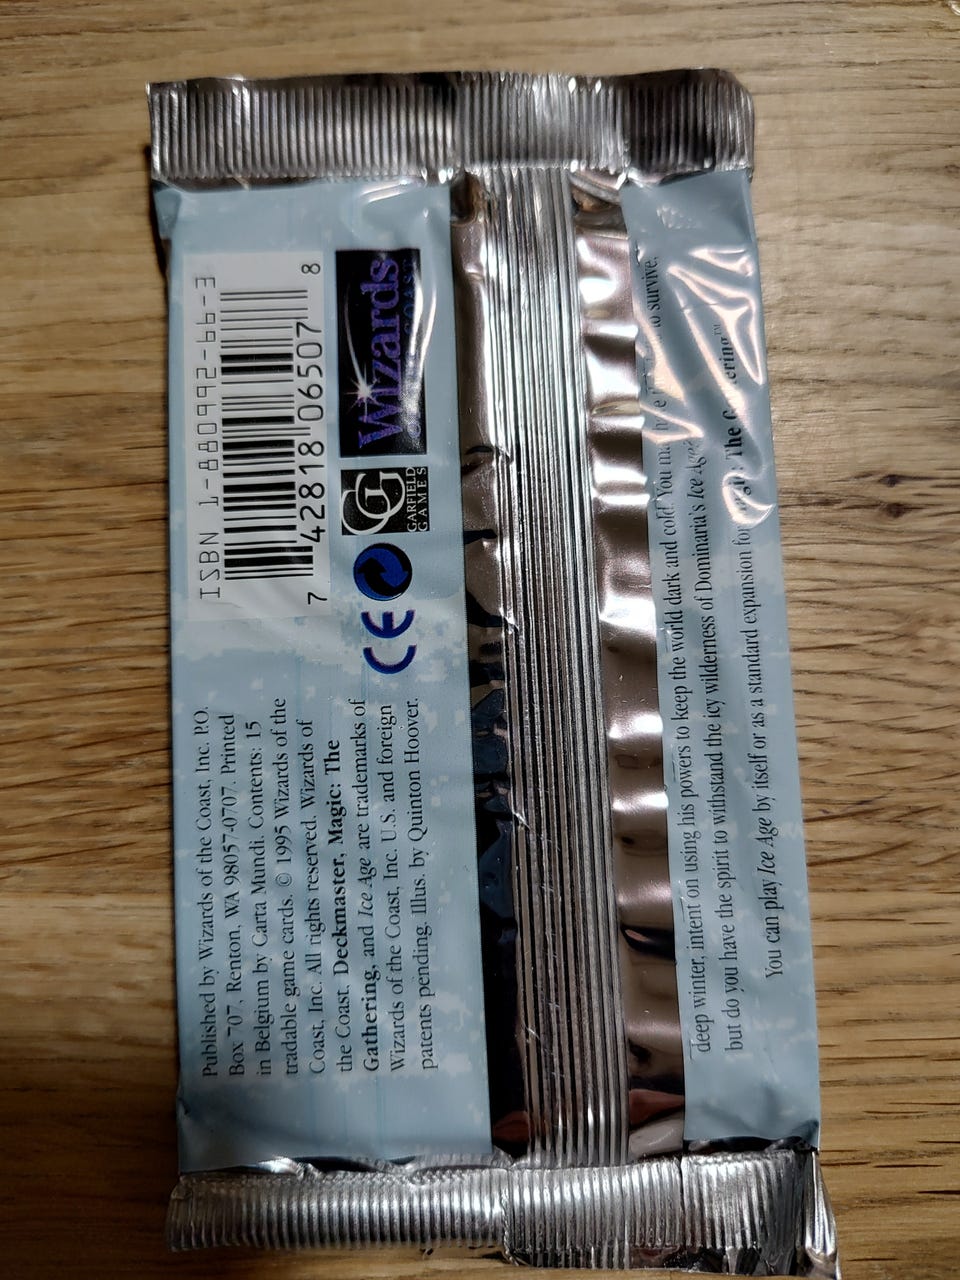 Published by Wizards of the Coast, Inc. P.O.
Box 707, Renton, WA 98057-0707. Printed
in Belgium by Carta Mundi. Contents: 15
tradable game cards. © 1995 Wizards of the
Coast, Inc. All rights reserved. Wizards of
the Coast, Deckmaster, Magic: The
Gathering, and Ice Age are trademarks of
Wizards of the Coast, Inc. U.S. and foreign
patents pending. Illus. by Quinton Hoover.
ISBN 1-880992-66-3
7 42818 06507 8
CE
GG
GARFIELD
GAMES
Wizards
COAST
deep winter, intent on using his powers to keep the world dark and cold. You to survive,
but do you have the spirit to withstand the icy wilderness of Dominaria's Ice Age?
You can play Ice Age by itself or as a standard expansion for The